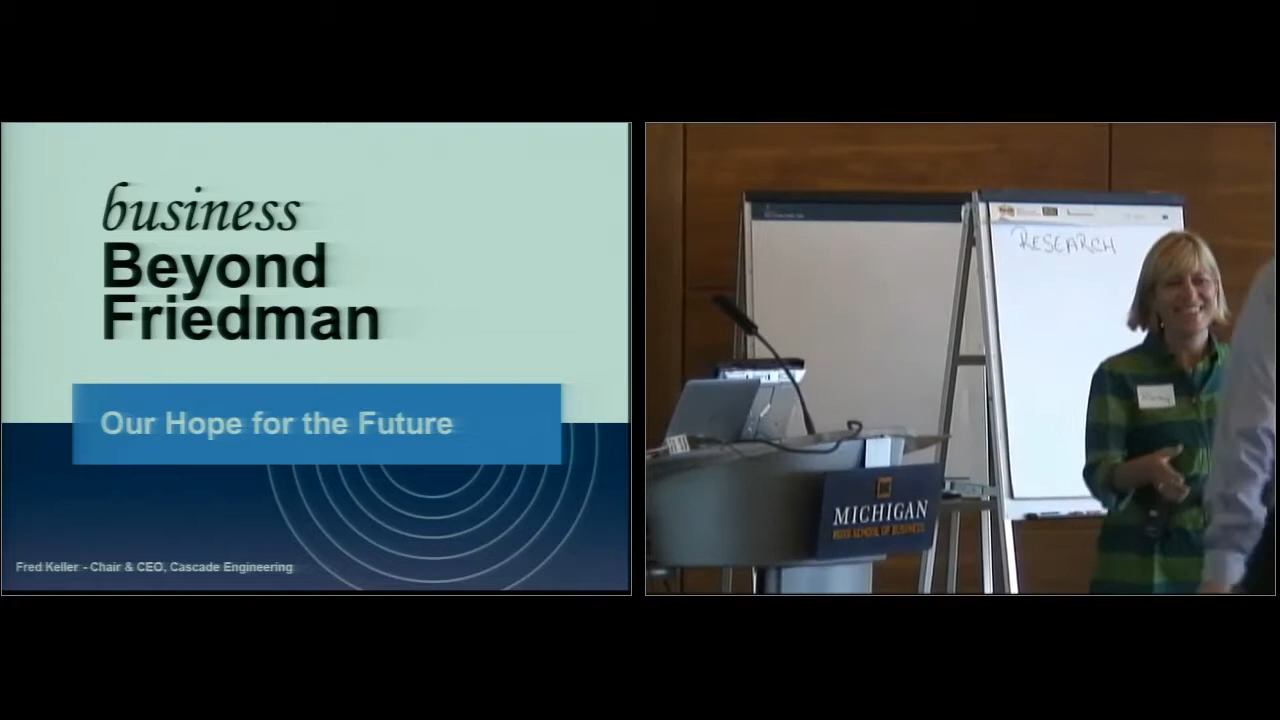 business
Beyond
Friedman
Our Hope for the Future
Fred Keller - Chair & CEO, Cascade Engineering
RESEARCH
MICHIGAN
ROSS SCHOOL OF BUSINESS